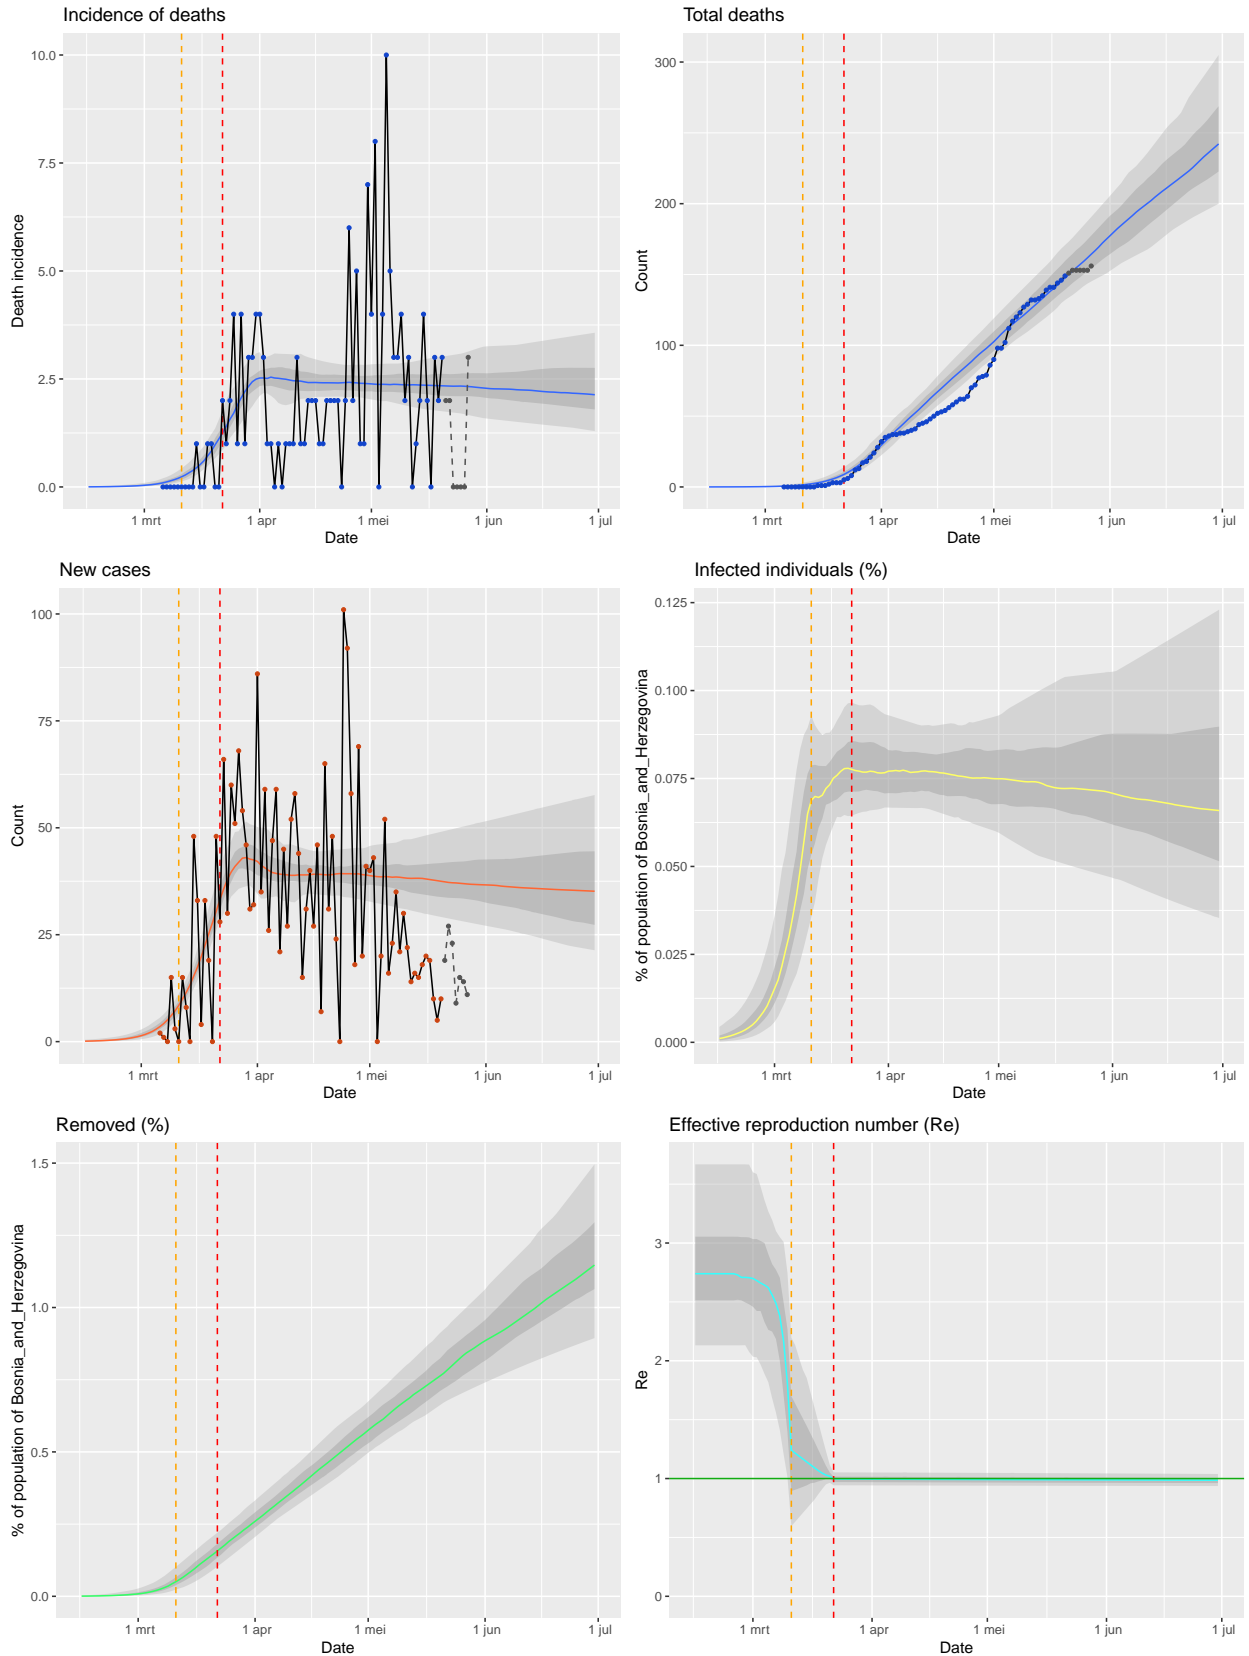 Incidence of deaths
10.0
7.5
5.0
2.5
0.0
Death incidence
1 mrt
1 apr
1 mei
1 jun
1 jul
Date
Total deaths
300
200
100
0
Count
1 mrt
1 apr
1 mei
1 jun
1 jul
Date
New cases
100
75
50
25
0
Count
1 mrt
1 apr
1 mei
1 jun
1 jul
Date
Infected individuals (%)
0.125
0.100
0.075
0.050
0.025
0.000
% of population of Bosnia_and_Herzegovina
1 mrt
1 apr
1 mei
1 jun
1 jul
Date
Removed (%)
1.5
1.0
0.5
0.0
% of population of Bosnia_and_Herzegovina
1 mrt
1 apr
1 mei
1 jun
1 jul
Date
Effective reproduction number (Re)
3
2
1
0
Re
1 mrt
1 apr
1 mei
1 jun
1 jul
Date